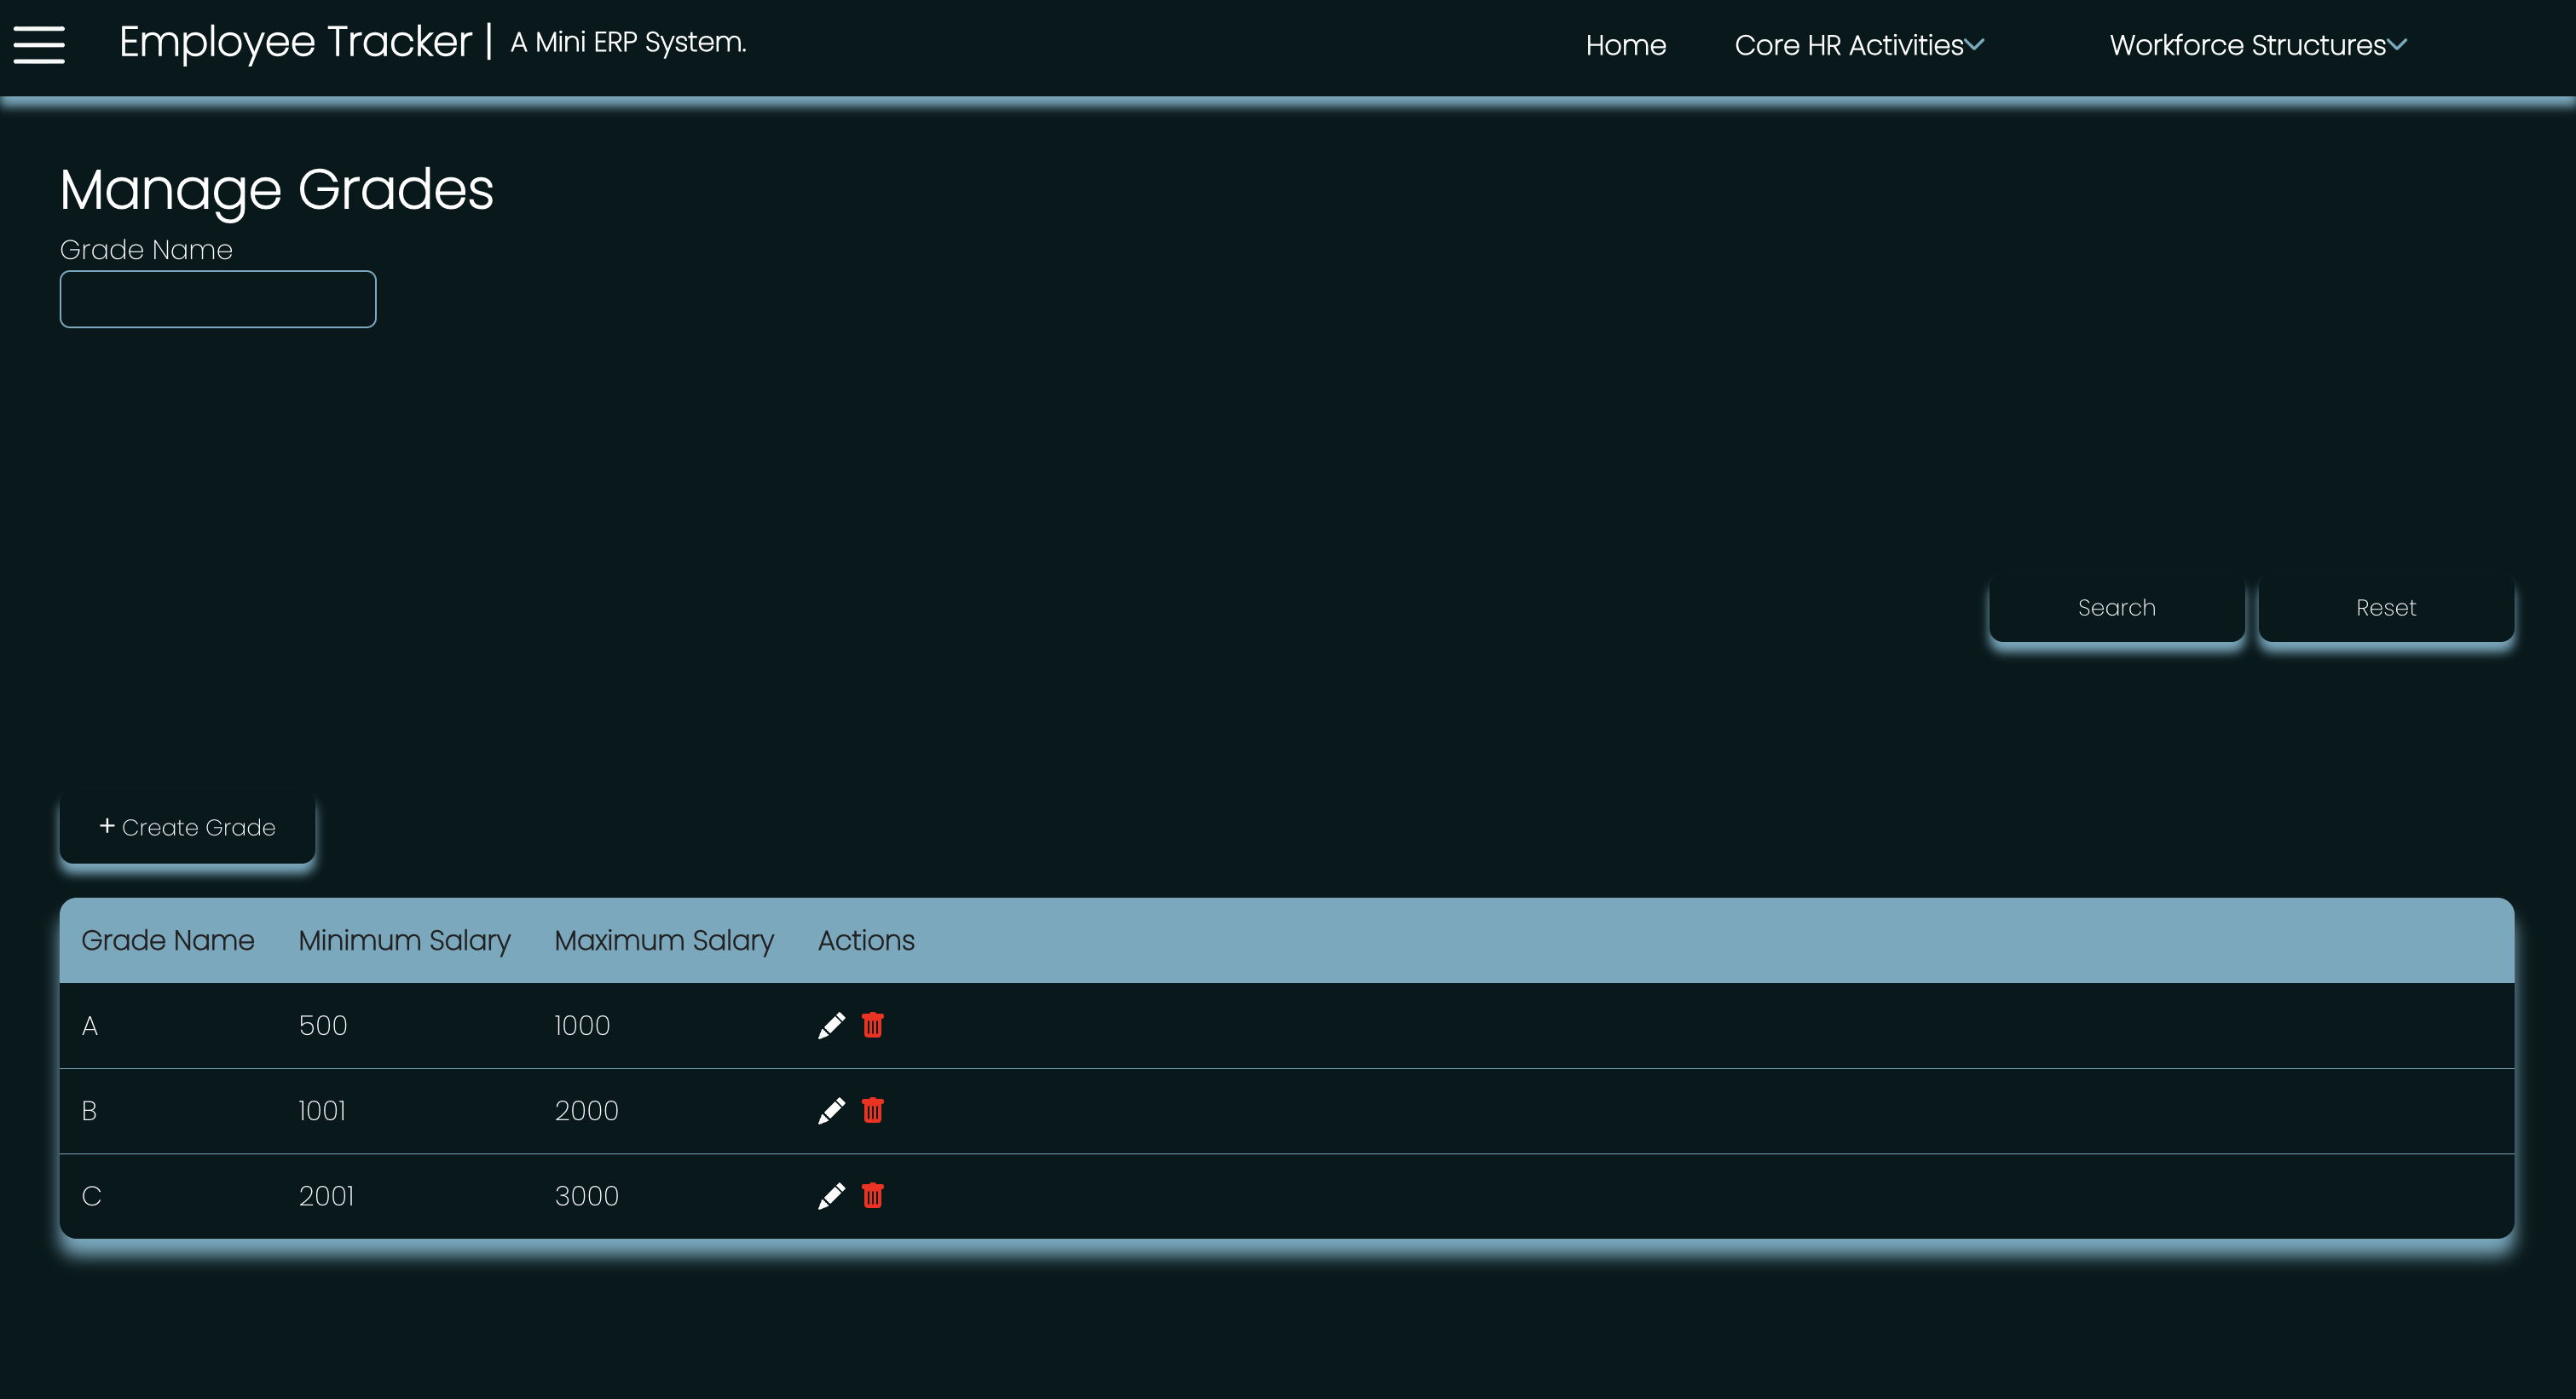 Employee Tracker | A Mini ERP System. Home Core HR Activities Workforce Structures
Manage Grades
Grade Name
Search Reset
+ Create Grade
Grade Name Minimum Salary Maximum Salary Actions
A 500 1000
B 1001 2000
C 2001 3000